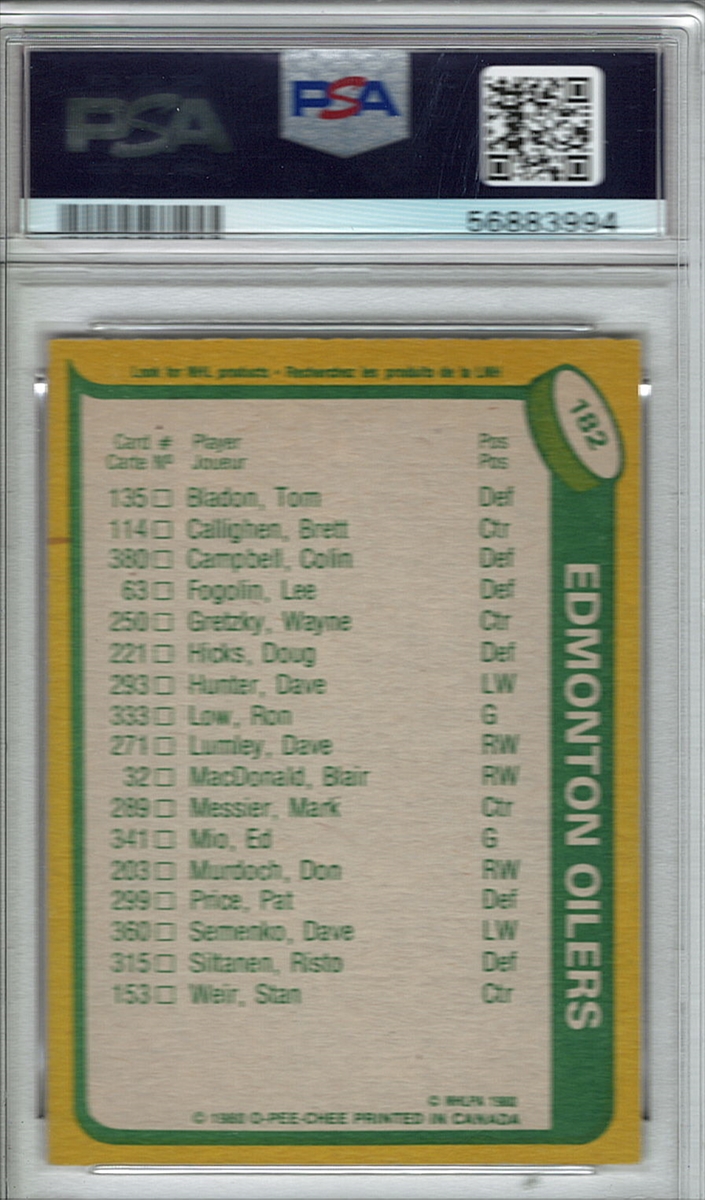 PSA
PSA
56883994
Look for NHL products - Recherchez les produits de la LNH
182
Card # Player Pos
Carte Nº Joueur Pos
135 □ Bladon, Tom Def
114 □ Callighen, Brett Ctr
380 □ Campbell, Colin Def
63 □ Fogolin, Lee Def
250 □ Gretzky, Wayne Ctr
221 □ Hicks, Doug Def
293 □ Hunter, Dave LW
333 □ Low, Ron G
271 □ Lumley, Dave RW
32 □ MacDonald, Blair RW
289 □ Messier, Mark Ctr
341 □ Mio, Ed G
203 □ Murdoch, Don RW
299 □ Price, Pat Def
360 □ Semenko, Dave LW
315 □ Siltanen, Risto Def
153 □ Weir, Stan Ctr
EDMONTON OILERS
© NHLPA 1980
© 1980 O-PEE-CHEE PRINTED IN CANADA